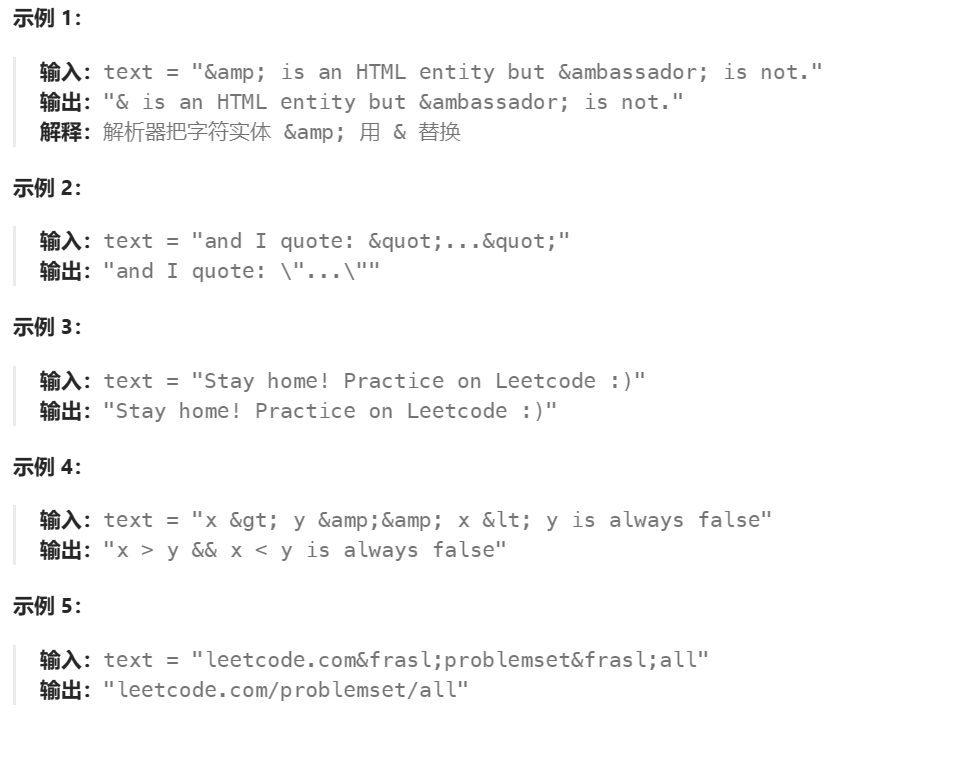 示例 1:
输入: text = "&amp; is an HTML entity but &ambassador; is not."
输出: "& is an HTML entity but &ambassador; is not."
解释: 解析器把字符实体 &amp; 用 & 替换
示例 2:
输入: text = "and I quote: &quot;...&quot;"
输出: "and I quote: \"...\""
示例 3:
输入: text = "Stay home! Practice on Leetcode :)"
输出: "Stay home! Practice on Leetcode :)"
示例 4:
输入: text = "x &gt; y &amp;&amp; x &lt; y is always false"
输出: "x > y && x < y is always false"
示例 5:
输入: text = "leetcode.com&frasl;problemset&frasl;all"
输出: "leetcode.com/problemset/all"